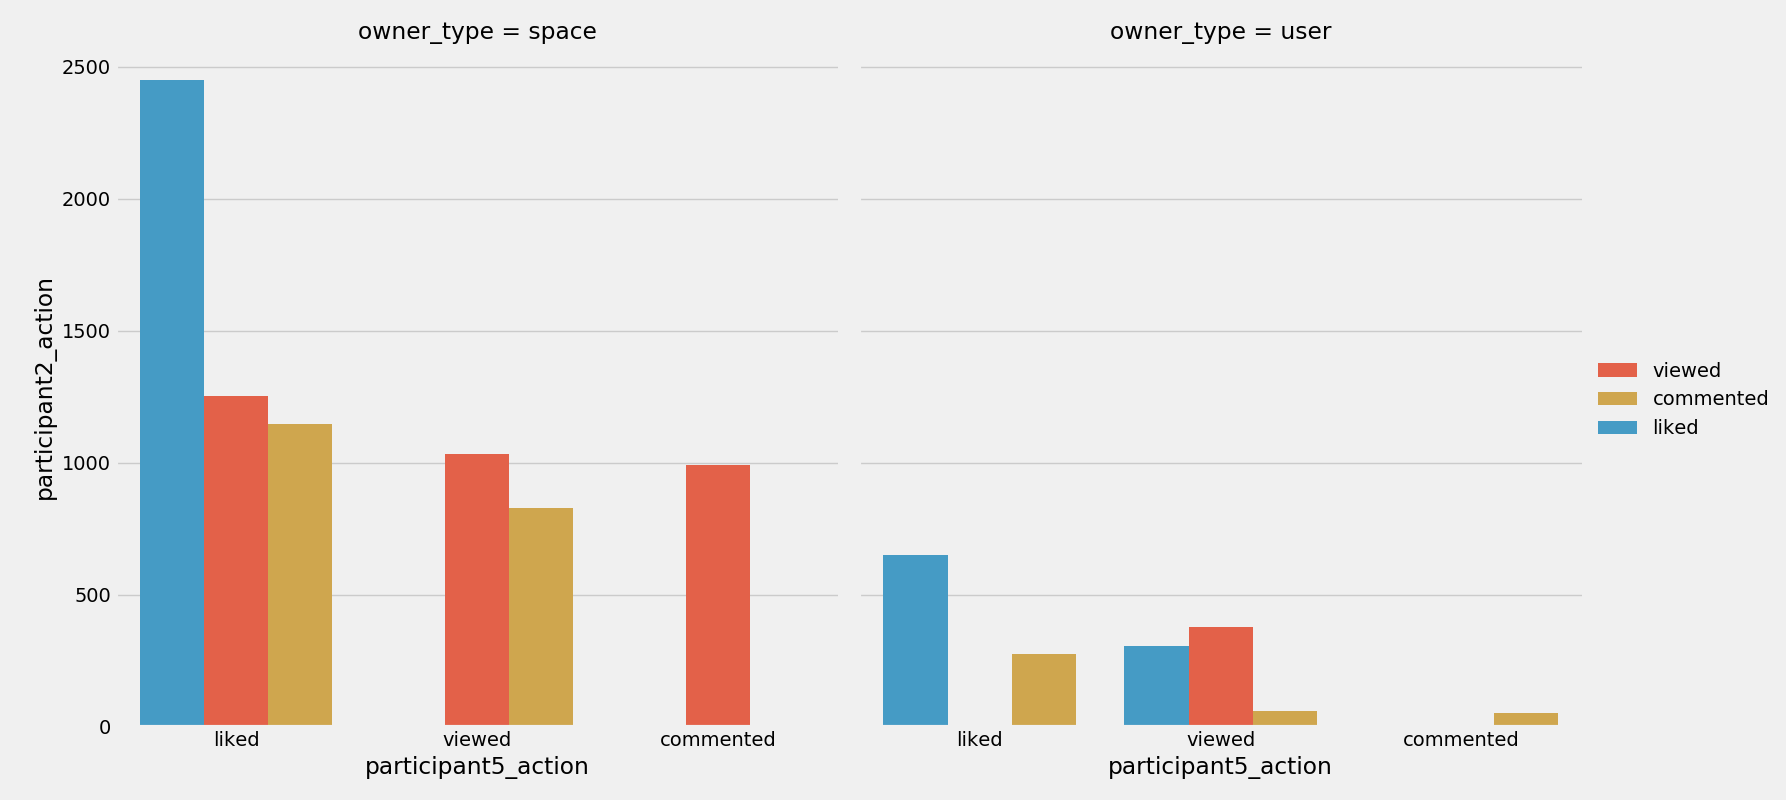 owner_type = space
owner_type = user
2500
2000
1500
1000
500
0
participant2_action
liked
viewed
commented
liked
viewed
commented
participant5_action
participant5_action
viewed
commented
liked